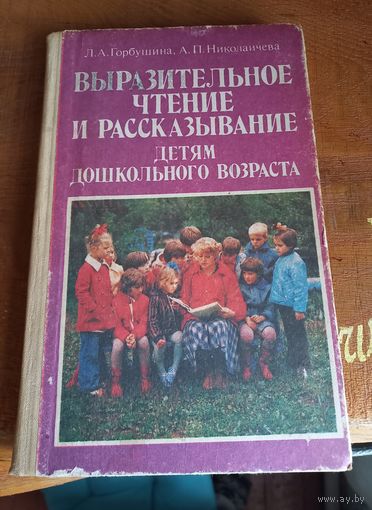 Л.А.Горбушина, А.П.Николаичева
ВЫРАЗИТЕЛЬНОЕ
ЧТЕНИЕ
И РАССКАЗЫВАНИЕ
ДЕТЯМ
ДОШКОЛЬНОГО ВОЗРАСТА
www.ay.by